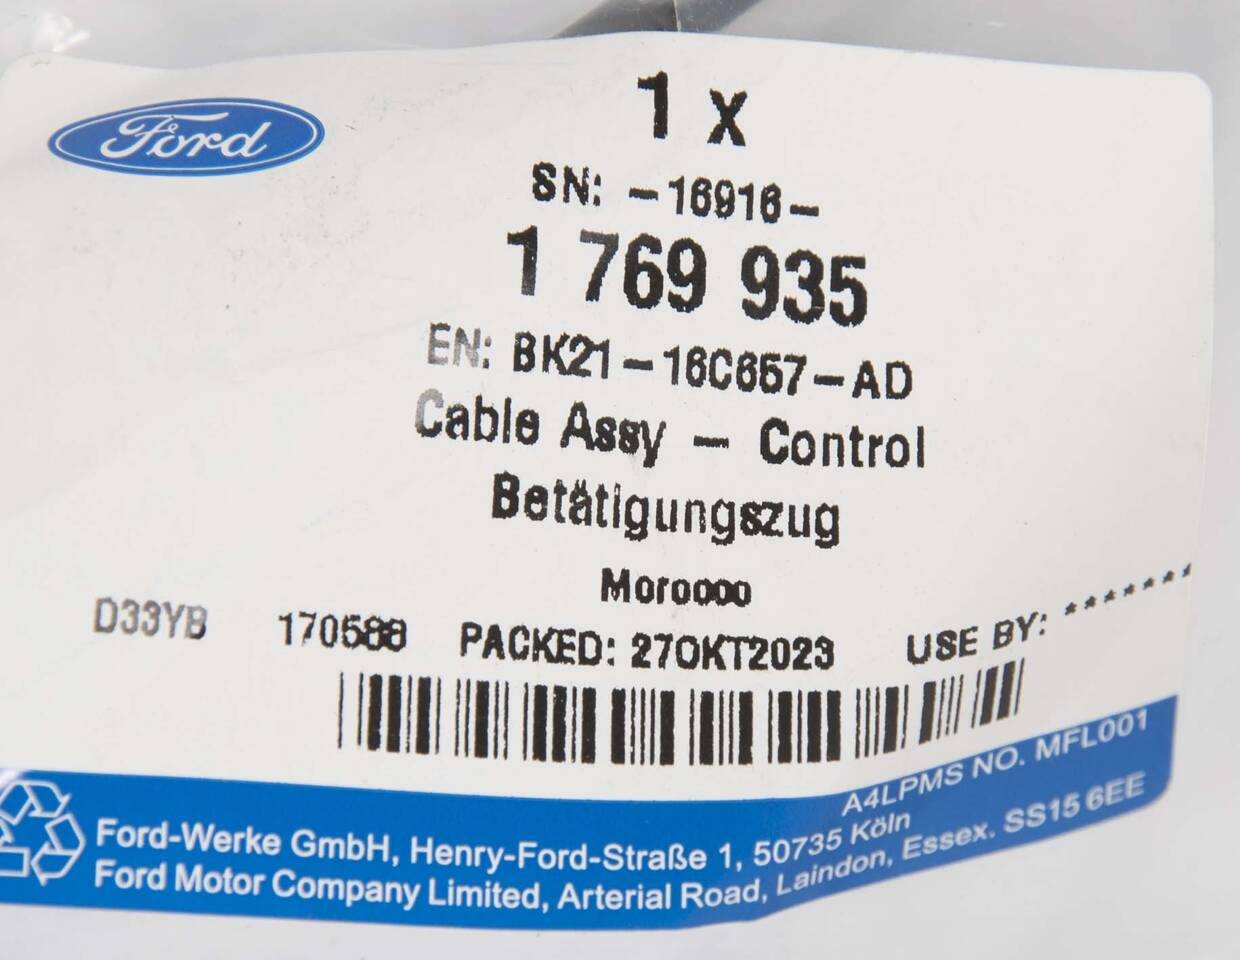 Ford
1 x
SN: -16916-
1 769 935
EN: BK21-16C657-AD
Cable Assy - Control
Betätigungszug
Morocco
D33YB 170588 PACKED: 27OKT2023 USE BY: *******
A4LPMS NO. MFL001
Ford-Werke GmbH, Henry-Ford-Straße 1, 50735 Köln
Ford Motor Company Limited, Arterial Road, Laindon, Essex. SS15 6EE